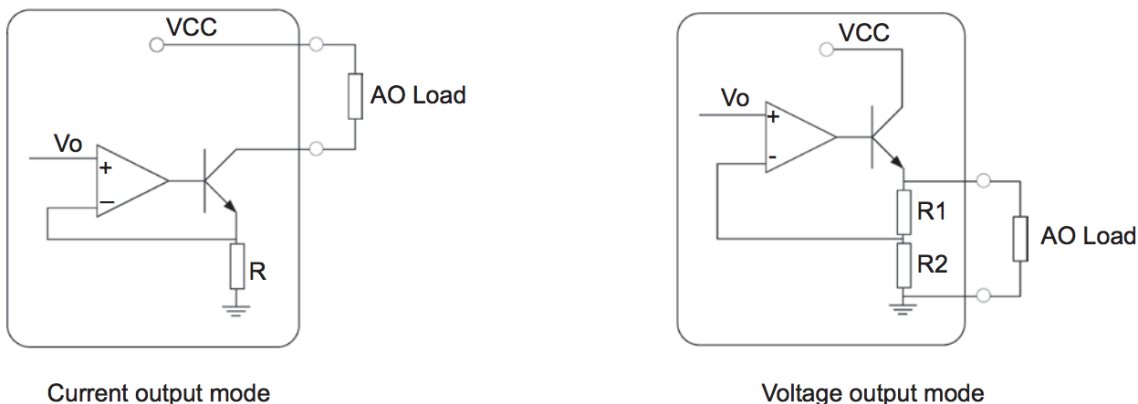 VCC
AO Load
Vo
+
−
R
Current output mode
VCC
Vo
+
-
R1
R2
AO Load
Voltage output mode